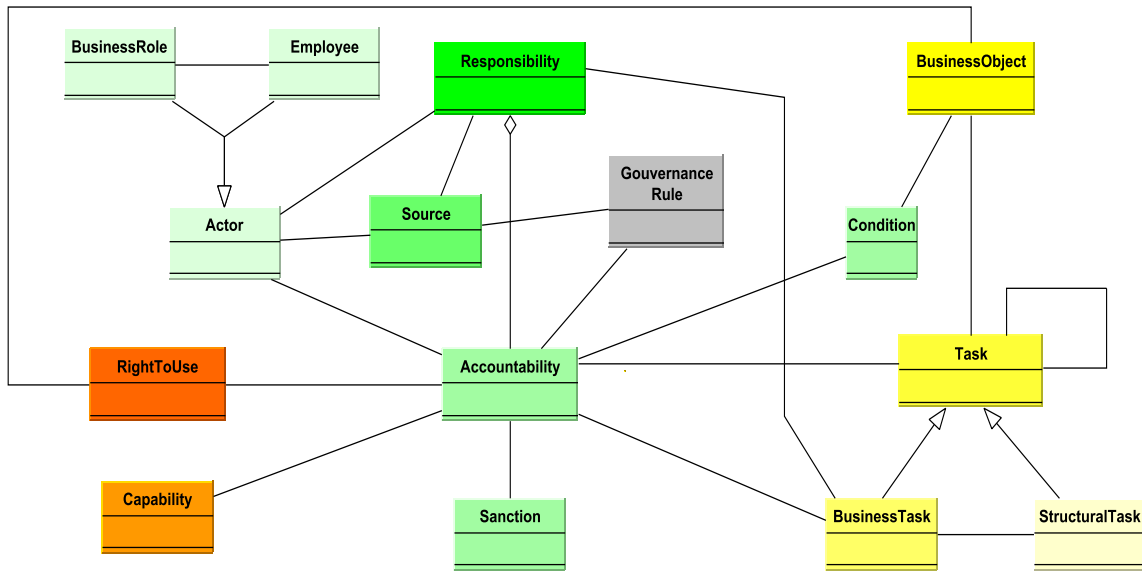 BusinessRole
Employee
Responsibility
BusinessObject
Gouvernance
Rule
Source
Actor
Condition
RightToUse
Accountability
Task
Capability
Sanction
BusinessTask
StructuralTask